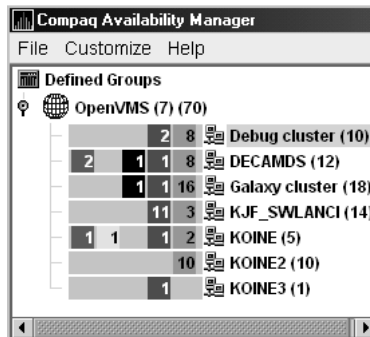 Compaq Availability Manager
File Customize Help
Defined Groups
OpenVMS (7) (70)
2 8 Debug cluster (10)
2 1 1 8 DECAMDS (12)
1 1 16 Galaxy cluster (18)
11 3 KJF_SWLANCI (14)
1 1 1 2 KOINE (5)
10 KOINE2 (10)
1 KOINE3 (1)